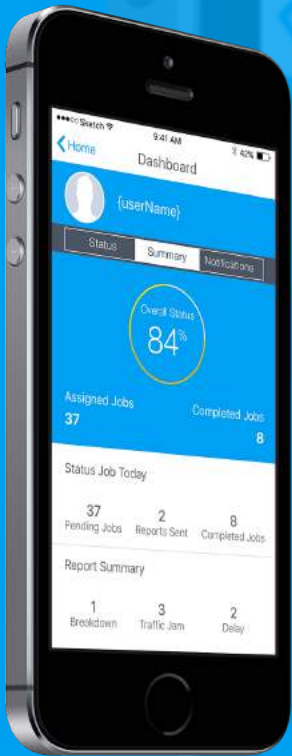 Sketch 9:41 AM 42%
Home Dashboard
{userName}
Status Summary Notifications
Overall Status
84%
Assigned Jobs Completed Jobs
37 8
Status Job Today
37 2 8
Pending Jobs Reports Sent Completed Jobs
Report Summary
1 3 2
Breakdown Traffic Jam Delay